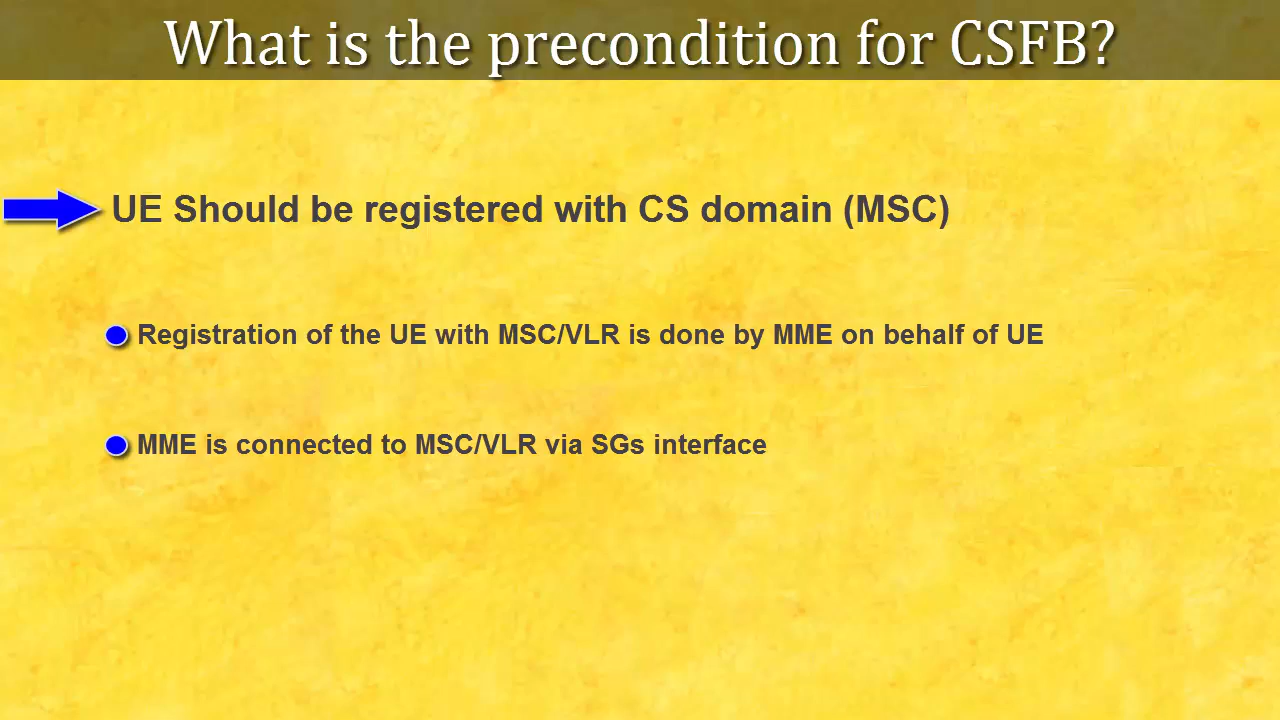 What is the precondition for CSFB?
UE Should be registered with CS domain (MSC)
Registration of the UE with MSC/VLR is done by MME on behalf of UE
MME is connected to MSC/VLR via SGs interface